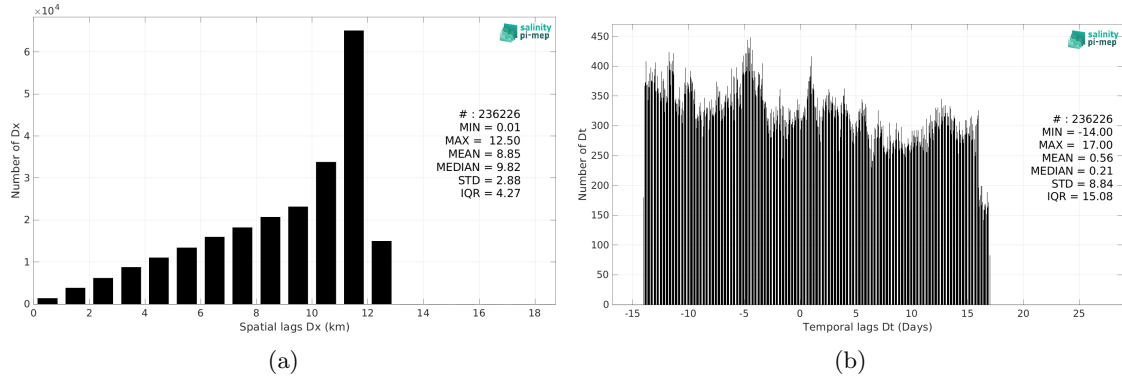 ×10⁴
6
5
4
3
2
1
0
Number of Dx
0 2 4 6 8 10 12 14 16 18
Spatial lags Dx (km)
salinity
pi-mep
# : 236226
MIN = 0.01
MAX = 12.50
MEAN = 8.85
MEDIAN = 9.82
STD = 2.88
IQR = 4.27
(a)
450
400
350
300
250
200
150
100
50
0
Number of Dt
-15 -10 -5 0 5 10 15 20 25
Temporal lags Dt (Days)
salinity
pi-mep
# : 236226
MIN = -14.00
MAX = 17.00
MEAN = 0.56
MEDIAN = 0.21
STD = 8.84
IQR = 15.08
(b)